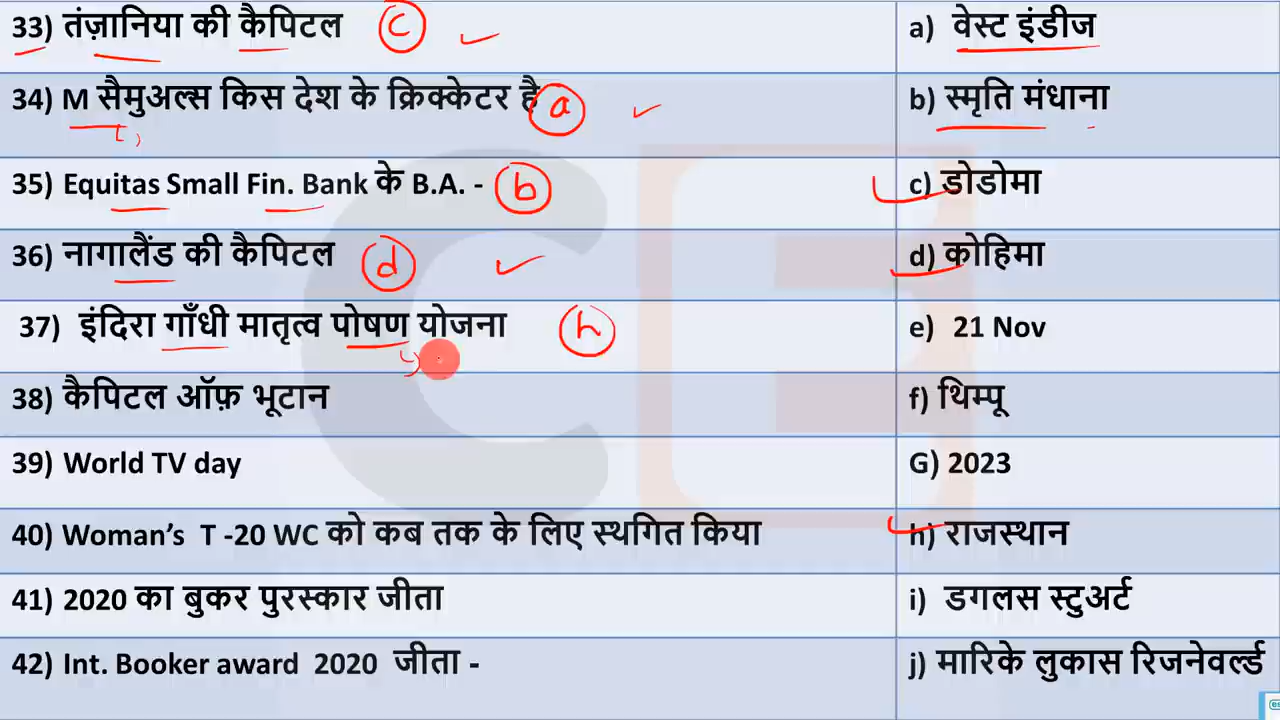 33) तंज़ानिया की कैपिटल c a) वेस्ट इंडीज
34) M सैमुअल्स किस देश के क्रिक्केटर है a b) स्मृति मंधाना
35) Equitas Small Fin. Bank के B.A. - b c) डोडोमा
36) नागालैंड की कैपिटल d d) कोहिमा
37) इंदिरा गाँधी मातृत्व पोषण योजना h e) 21 Nov
38) कैपिटल ऑफ़ भूटान f) थिम्पू
39) World TV day G) 2023
40) Woman’s T -20 WC को कब तक के लिए स्थगित किया h) राजस्थान
41) 2020 का बुकर पुरस्कार जीता i) डगलस स्टुअर्ट
42) Int. Booker award 2020 जीता - j) मारिके लुकास रिजनेवर्ल्ड